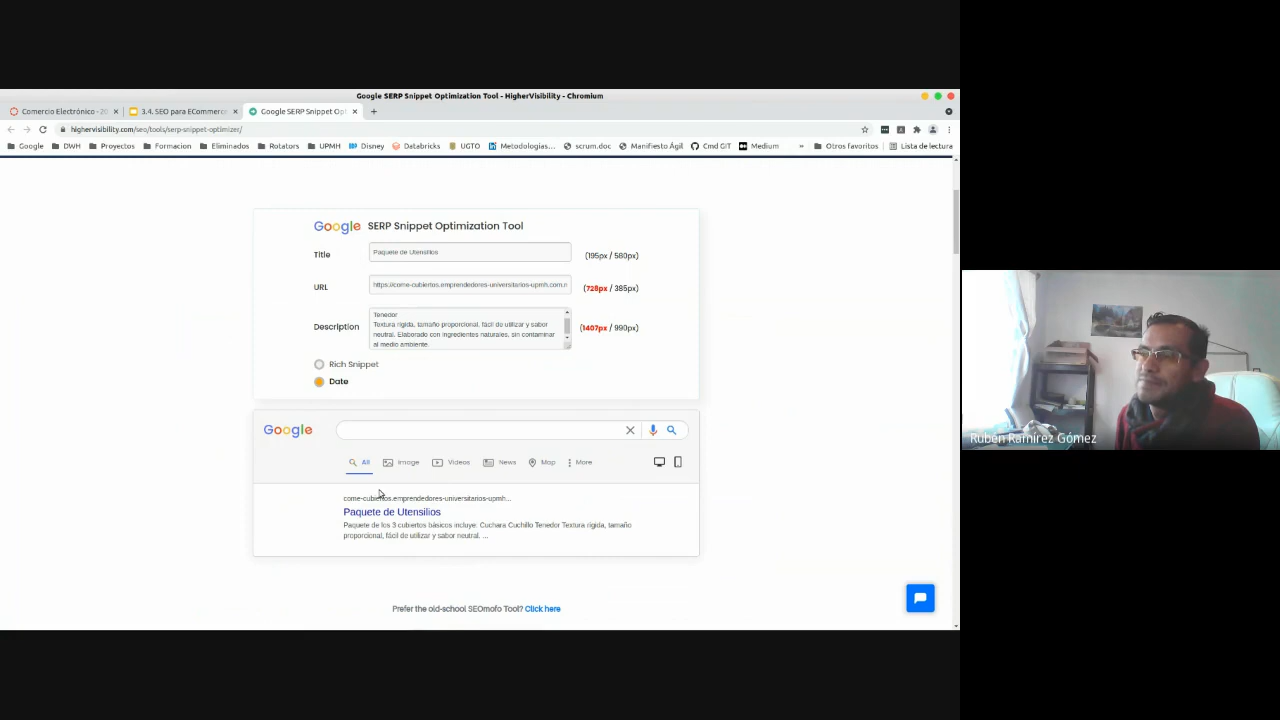 Google SERP Snippet Optimization Tool - HigherVisibility - Chromium
Comercio Electrónico - 20
3.4. SEO para ECommerc
Google SERP Snippet Opti
highervisibility.com/seo/tools/serp-snippet-optimizer/
Google DWH Proyectos Formacion Eliminados Rotators UPMH Disney Databricks UGTO Metodologías... scrum.doc Manifiesto Ágil Cmd GIT Medium » Otros favoritos Lista de lectura
Google SERP Snippet Optimization Tool
Title Paquete de Utensilios (195px / 580px)
URL https://come-cubiertos.emprendedores-universitarios-upmh.com.m (728px / 385px)
Tenedor
Textura rígida, tamaño proporcional, fácil de utilizar y sabor
neutral. Elaborado con ingredientes naturales, sin contaminar
al medio ambiente.
Description (1407px / 990px)
Rich Snippet
Date
Google
All Image Videos News Map More
come-cubiertos.emprendedores-universitarios-upmh...
Paquete de Utensilios
Paquete de los 3 cubiertos básicos incluye: Cuchara Cuchillo Tenedor Textura rígida, tamaño
proporcional, fácil de utilizar y sabor neutral. ...
Prefer the old-school SEOmofo Tool? Click here
Rubén Ramírez Gómez